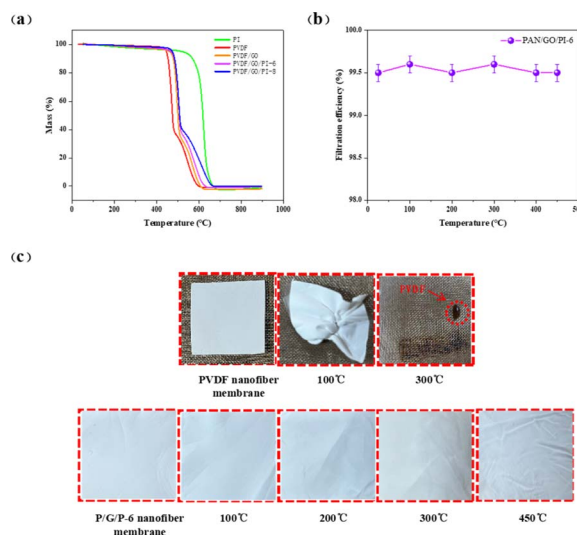 (a)
100
80
60
40
20
0
Mass (%)
0
200
400
600
800
1000
Temperature (°C)
PI
PVDF
PVDF/GO
PVDF/GO/PI-6
PVDF/GO/PI-8
(b)
100.0
99.5
99.0
98.5
98.0
Filtration efficiency (%)
0
100
200
300
400
Temperature (°C)
PAN/GO/PI-6
(c)
PVDF
PVDF nanofiber
membrane
100℃
300℃
P/G/P-6 nanofiber
membrane
100℃
200℃
300℃
450℃